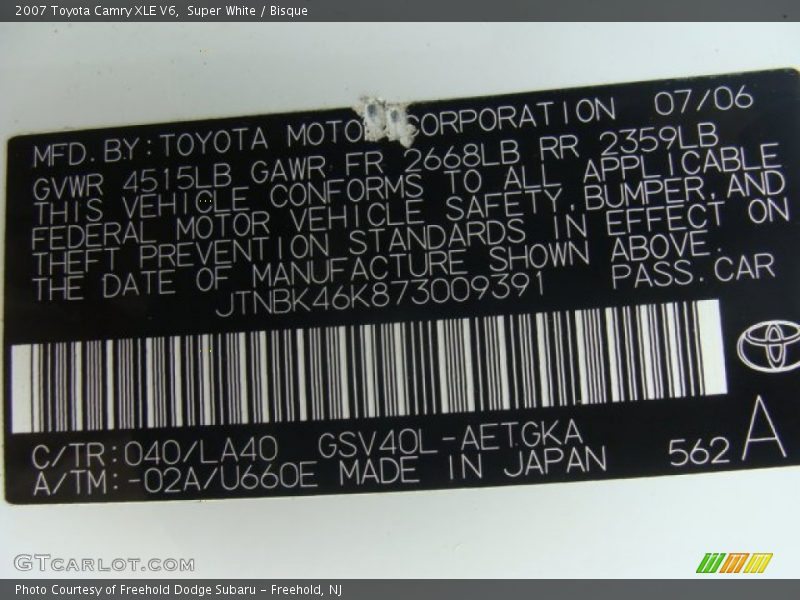 2007 Toyota Camry XLE V6, Super White / Bisque
MFD. BY: TOYOTA MOTOR CORPORATION 07/06
GVWR 4515LB GAWR FR 2668LB RR 2359LB
THIS VEHICLE CONFORMS TO ALL APPLICABLE
FEDERAL MOTOR VEHICLE SAFETY, BUMPER, AND
THEFT PREVENTION STANDARDS IN EFFECT ON
THE DATE OF MANUFACTURE SHOWN ABOVE.
JTNBK46K873009391 PASS. CAR
C/TR: 040/LA40 GSV40L-AETGKA
A/TM: -02A/U660E MADE IN JAPAN 562 A
GTCARLOT.COM
Photo Courtesy of Freehold Dodge Subaru - Freehold, NJ